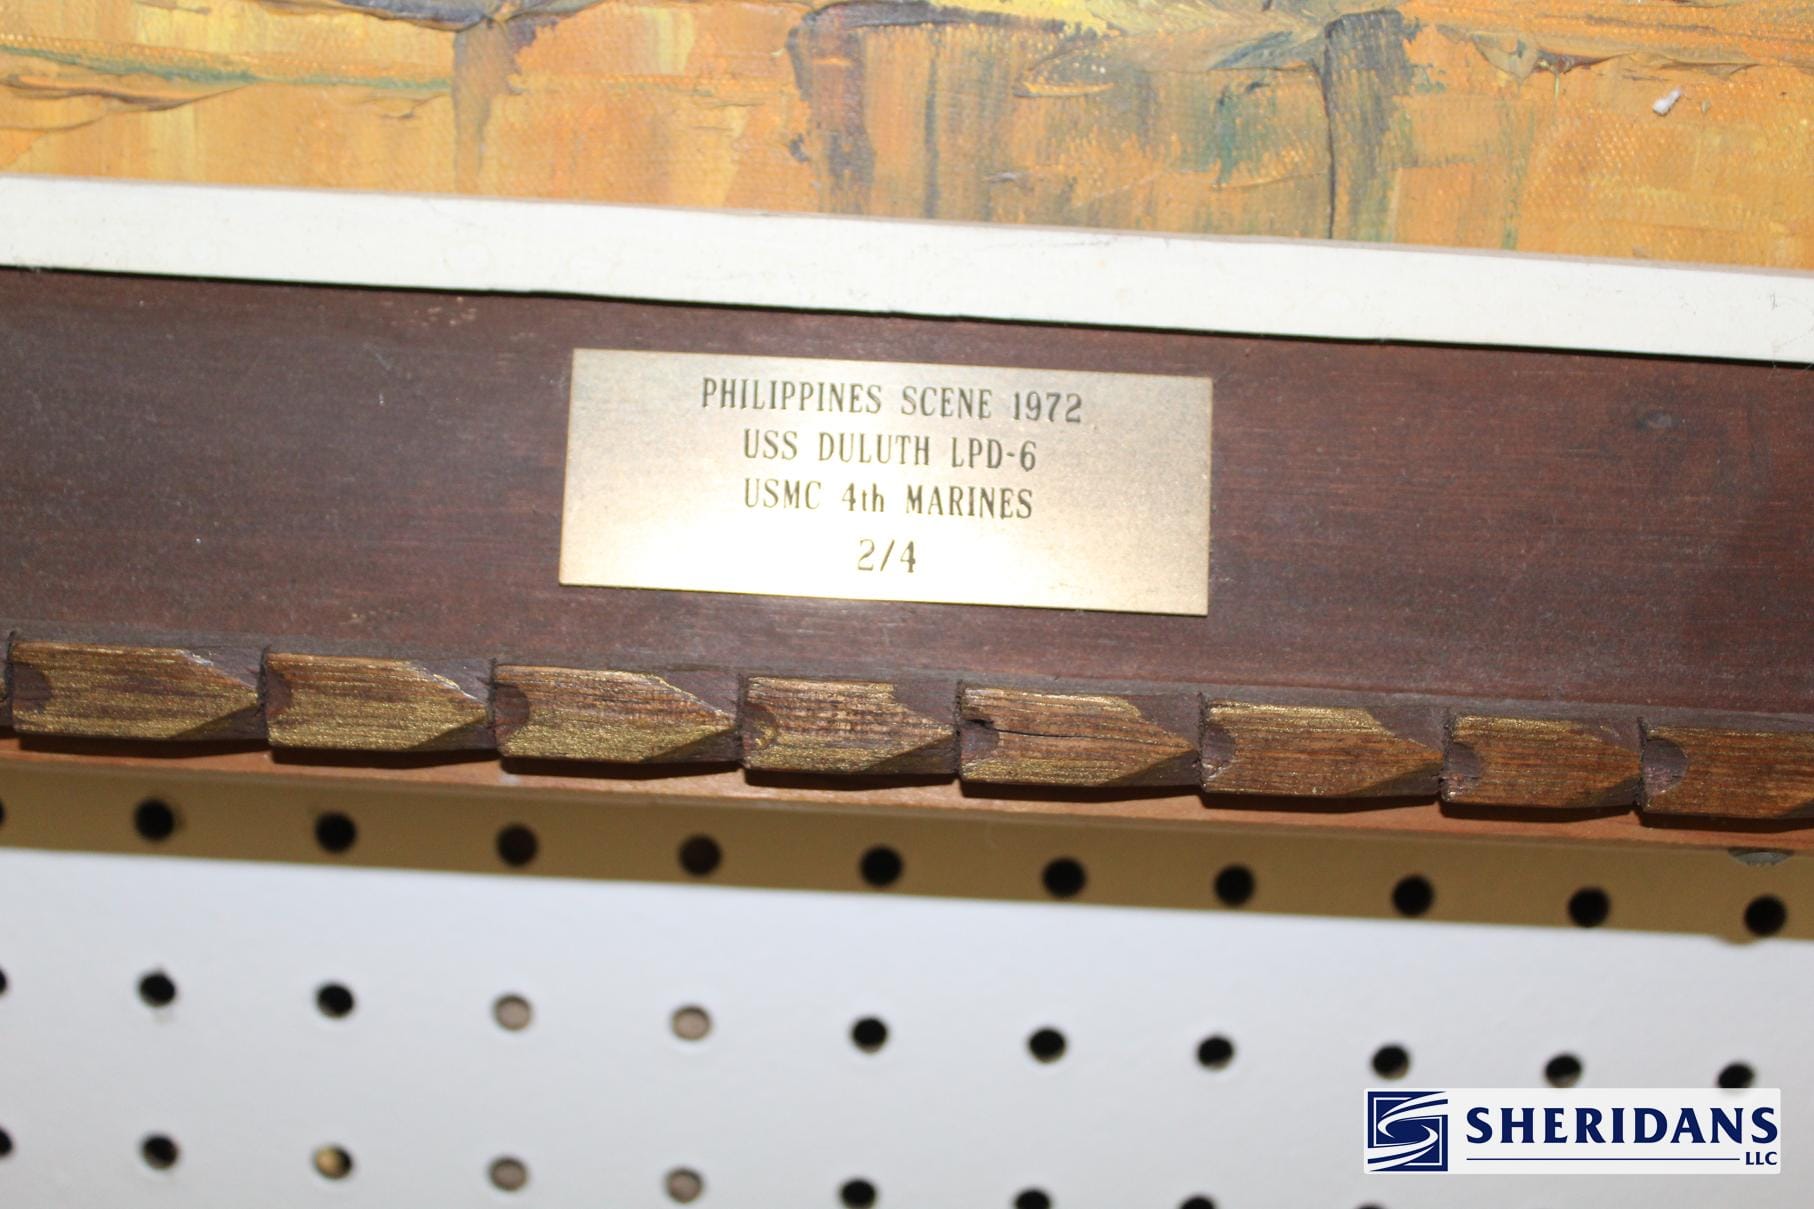 PHILIPPINES SCENE 1972
USS DULUTH LPD-6
USMC 4th MARINES
2/4
SHERIDANS
LLC